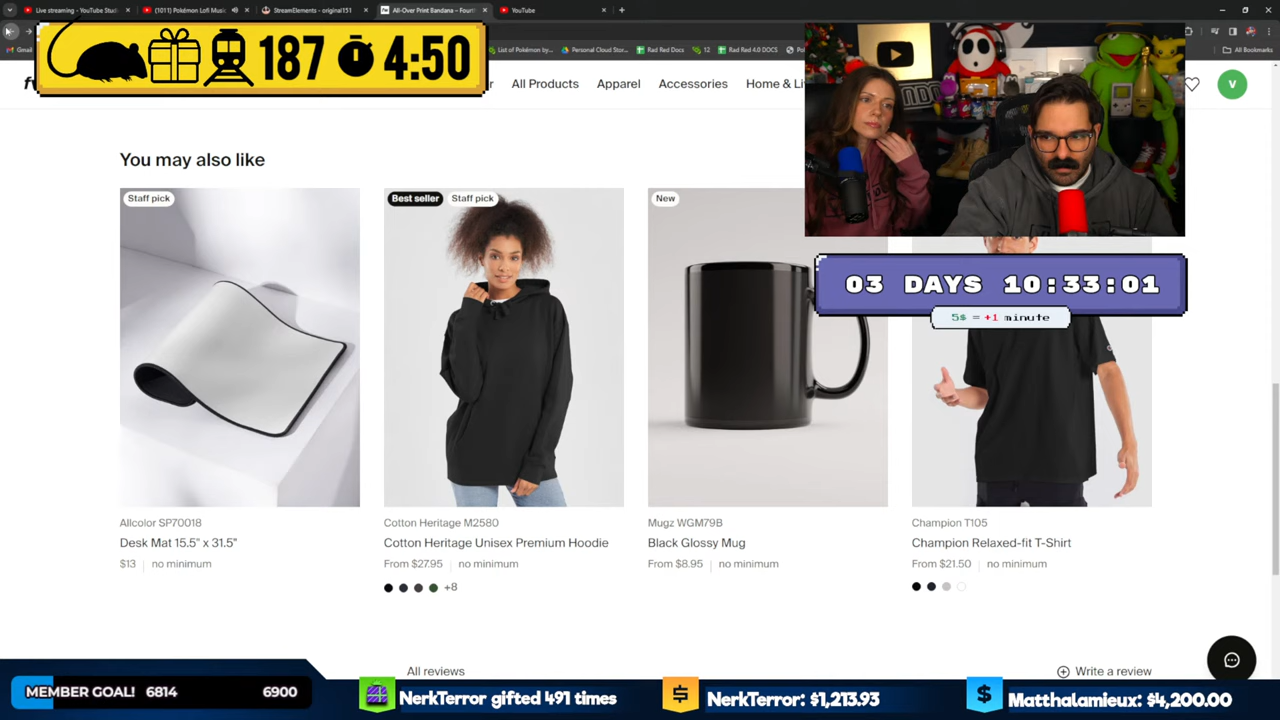 Live streaming - YouTube Stud
(1011) Pokémon Lofi Music
StreamElements - original151
All-Over Print Bandana – Fourt
YouTube
Gmail
List of Pokémon by...
Personal Cloud Stor...
Rad Red Docs
12
Rad Red 4.0 DOCS
All Bookmarks
187 4:50
All Products
Apparel
Accessories
Home & Li
V
You may also like
Staff pick
Best seller
Staff pick
New
03 DAYS 10:33:01
5$ = +1 minute
Allcolor SP70018
Desk Mat 15.5" x 31.5"
$13 no minimum
Cotton Heritage M2580
Cotton Heritage Unisex Premium Hoodie
From $27.95 no minimum
+8
Mugz WGM79B
Black Glossy Mug
From $8.95 no minimum
Champion T105
Champion Relaxed-fit T-Shirt
From $21.50 no minimum
All reviews
Write a review
MEMBER GOAL! 6814 6900
NerkTerror gifted 491 times
NerkTerror: $1,213.93
Matthalamieux: $4,200.00